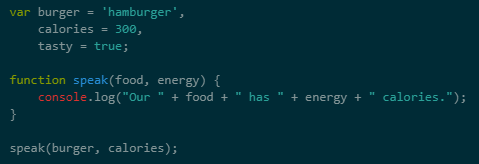 var burger = 'hamburger',
    calories = 300,
    tasty = true;

function speak(food, energy) {
    console.log("Our " + food + " has " + energy + " calories.");
}

speak(burger, calories);